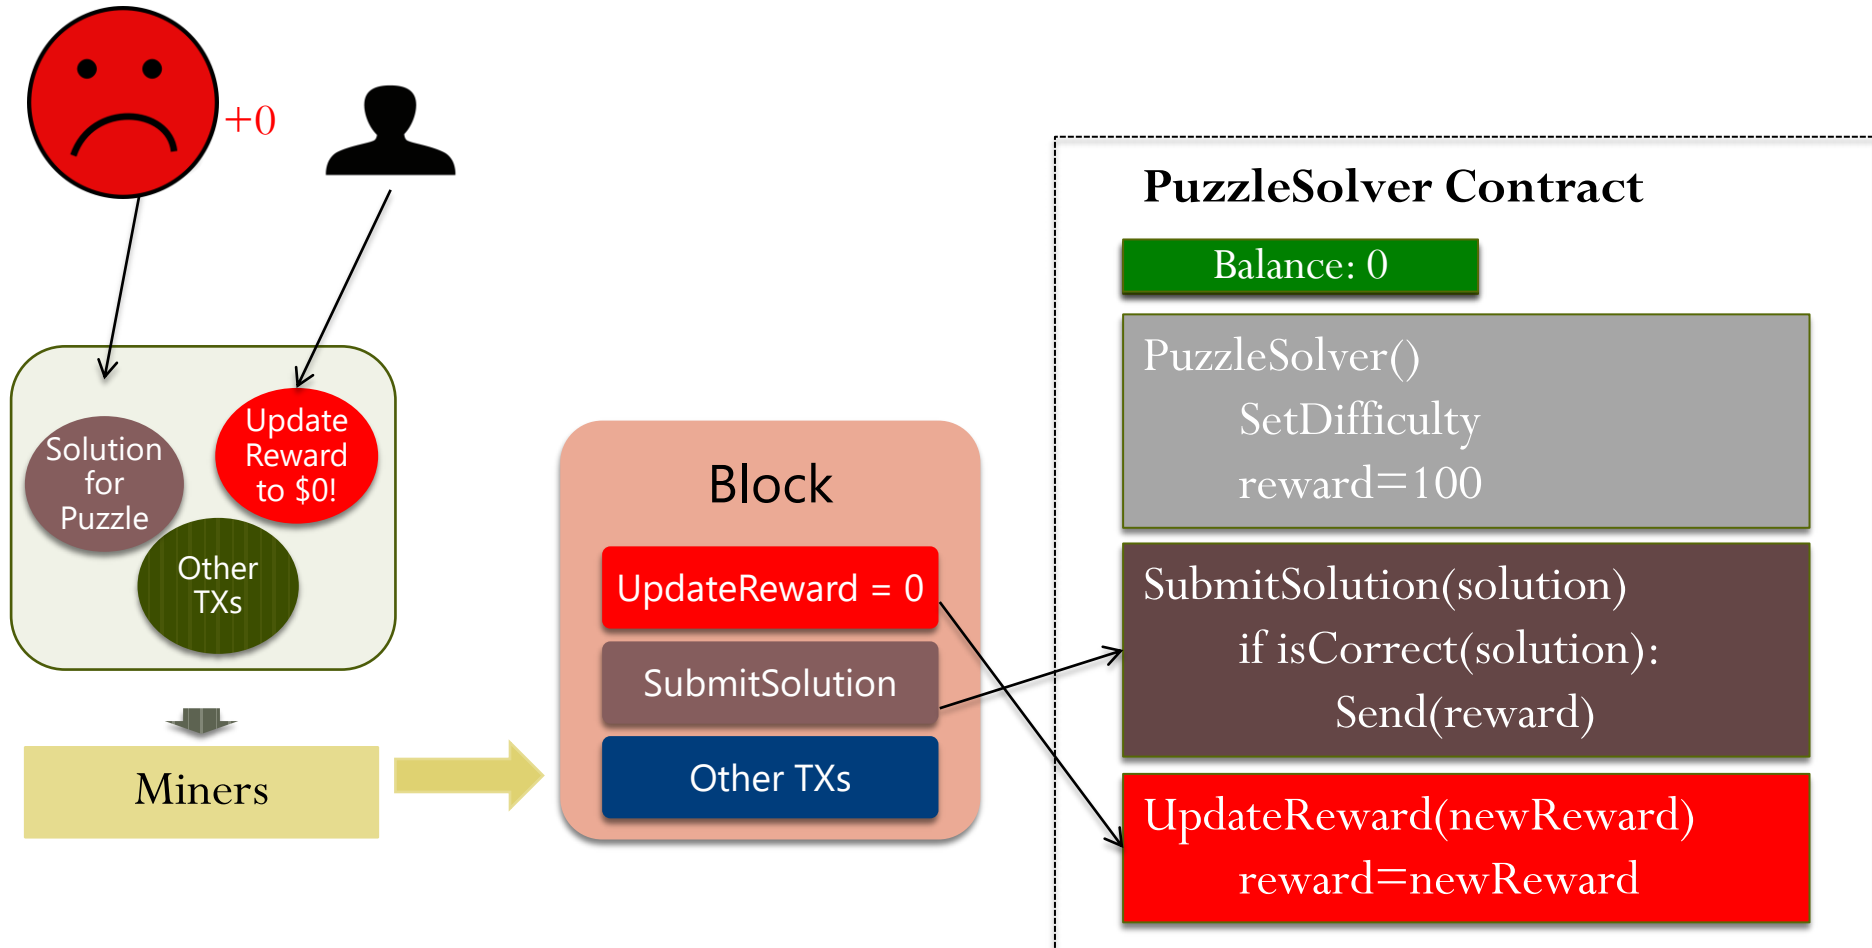 +0
Solution
for
Puzzle
Update
Reward
to $0!
Other
TXs
Miners
Block
UpdateReward = 0
SubmitSolution
Other TXs
PuzzleSolver Contract
Balance: 0
PuzzleSolver()
SetDifficulty
reward=100
SubmitSolution(solution)
if isCorrect(solution):
Send(reward)
UpdateReward(newReward)
reward=newReward